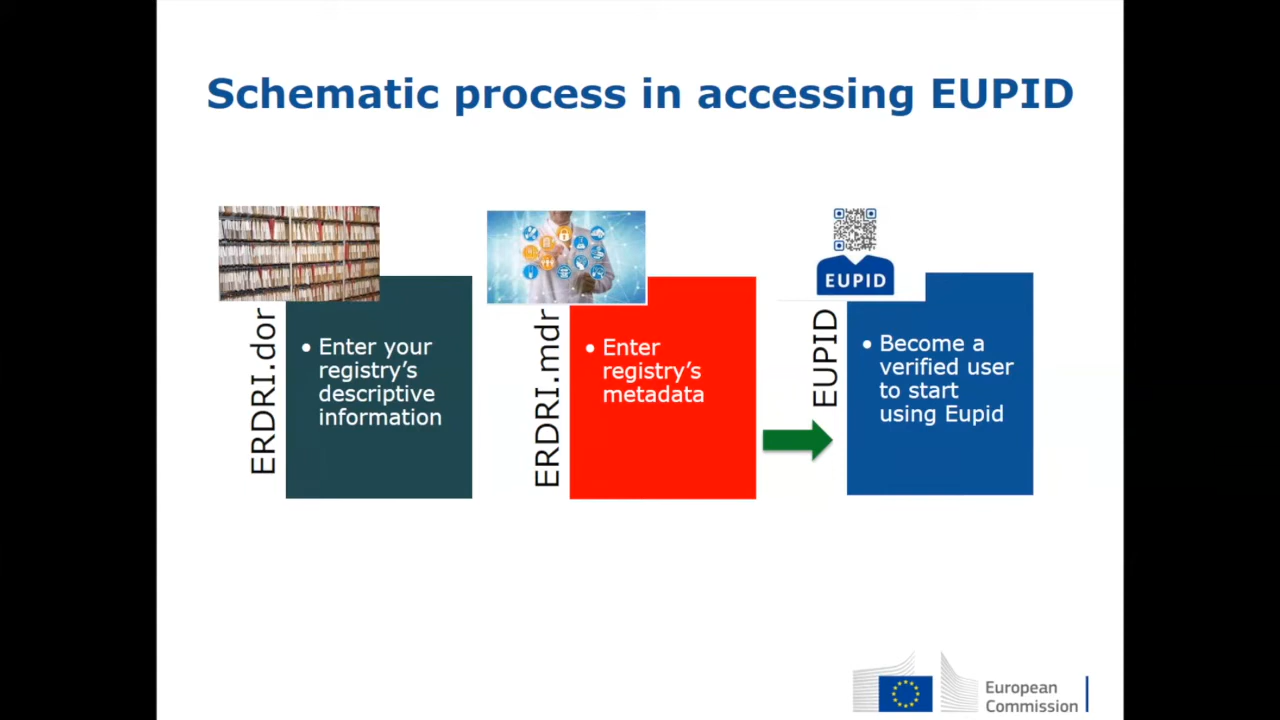 Schematic process in accessing EUPID
ERDRI.dor
• Enter your
registry's
descriptive
information
ERDRI.mdr
• Enter
registry's
metadata
EUPID
EUPID
• Become a
verified user
to start
using Eupid
European
Commission